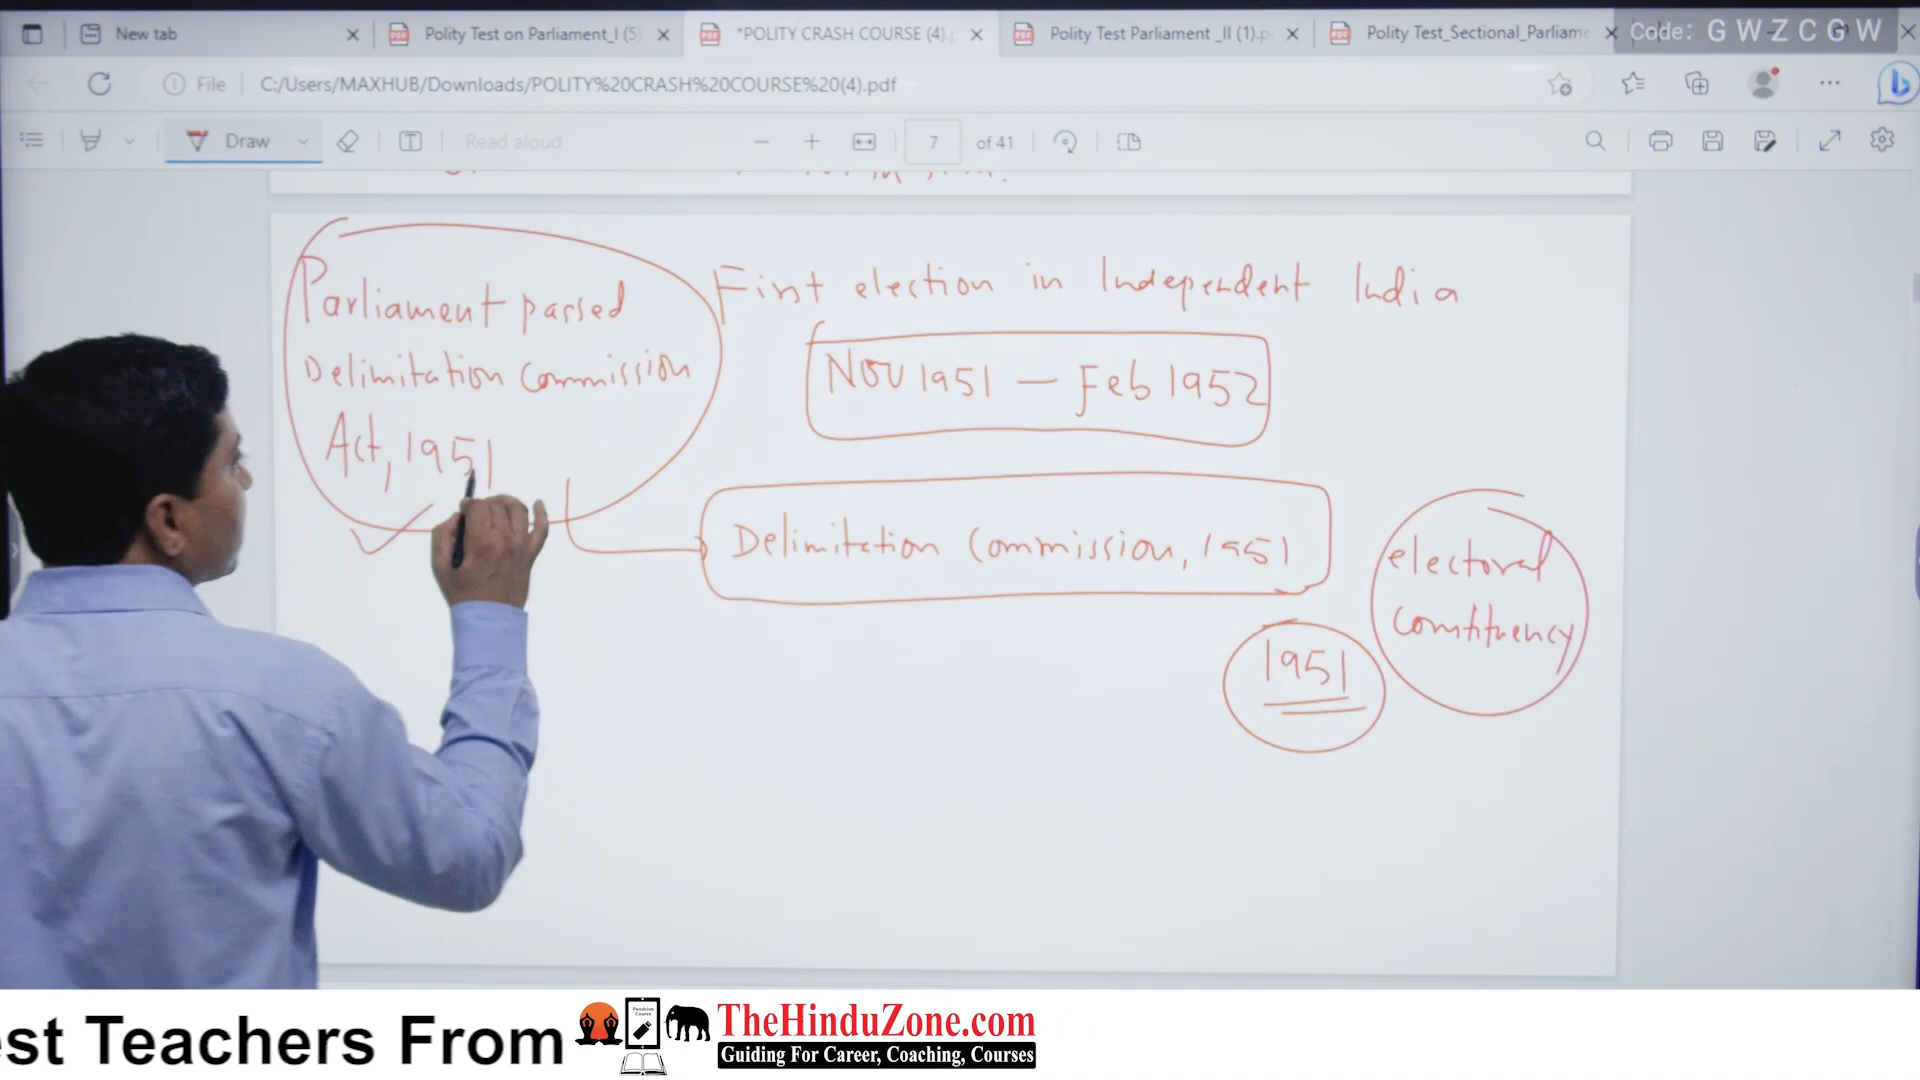 New tab
Polity Test on Parliament_I (5)
*POLITY CRASH COURSE (4).p
Polity Test Parliament _II (1).p
Polity Test_Sectional_Parliame
Code: G W Z C G W
File
C:/Users/MAXHUB/Downloads/POLITY%20CRASH%20COURSE%20(4).pdf
Draw
Read aloud
7 of 41
Parliament passed
Delimitation Commission
Act, 1951
First election in Independent India
NOV 1951 — Feb 1952
Delimitation Commission, 1951
electoral
constituency
1951
est Teachers From
Pendrive
Course
TheHinduZone.com
Guiding For Career, Coaching, Courses